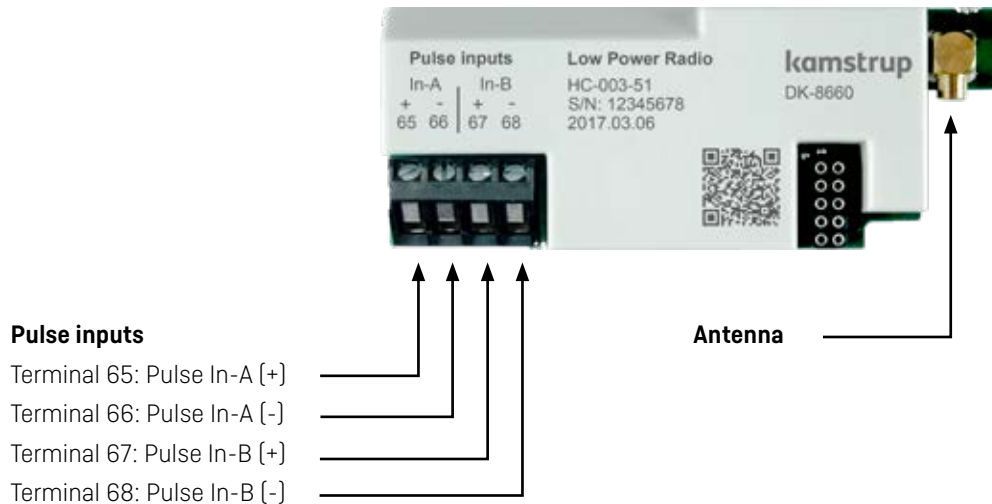 Pulse inputs
In-A In-B
+ - + -
65 66 67 68
Low Power Radio
HC-003-51
S/N: 12345678
2017.03.06
kamstrup
DK-8660
Pulse inputs
Terminal 65: Pulse In-A (+)
Terminal 66: Pulse In-A (-)
Terminal 67: Pulse In-B (+)
Terminal 68: Pulse In-B (-)
Antenna